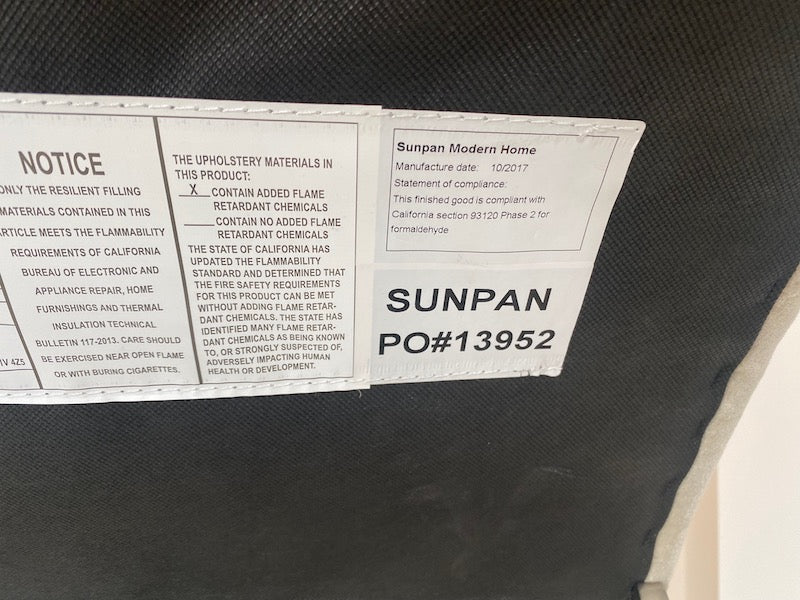 NOTICE
ONLY THE RESILIENT FILLING
MATERIALS CONTAINED IN THIS
ARTICLE MEETS THE FLAMMABILITY
REQUIREMENTS OF CALIFORNIA
BUREAU OF ELECTRONIC AND
APPLIANCE REPAIR, HOME
FURNISHINGS AND THERMAL
INSULATION TECHNICAL
BULLETIN 117-2013. CARE SHOULD
BE EXERCISED NEAR OPEN FLAME
OR WITH BURING CIGARETTES.
1V 4Z5
THE UPHOLSTERY MATERIALS IN
THIS PRODUCT:
X CONTAIN ADDED FLAME
RETARDANT CHEMICALS
____CONTAIN NO ADDED FLAME
RETARDANT CHEMICALS
THE STATE OF CALIFORNIA HAS
UPDATED THE FLAMMABILITY
STANDARD AND DETERMINED THAT
THE FIRE SAFETY REQUIREMENTS
FOR THIS PRODUCT CAN BE MET
WITHOUT ADDING FLAME RETAR-
DANT CHEMICALS. THE STATE HAS
IDENTIFIED MANY FLAME RETAR-
DANT CHEMICALS AS BEING KNOWN
TO, OR STRONGLY SUSPECTED OF,
ADVERSELY IMPACTING HUMAN
HEALTH OR DEVELOPMENT.
Sunpan Modern Home
Manufacture date: 10/2017
Statement of compliance:
This finished good is compliant with
California section 93120 Phase 2 for
formaldehyde
SUNPAN
PO#13952